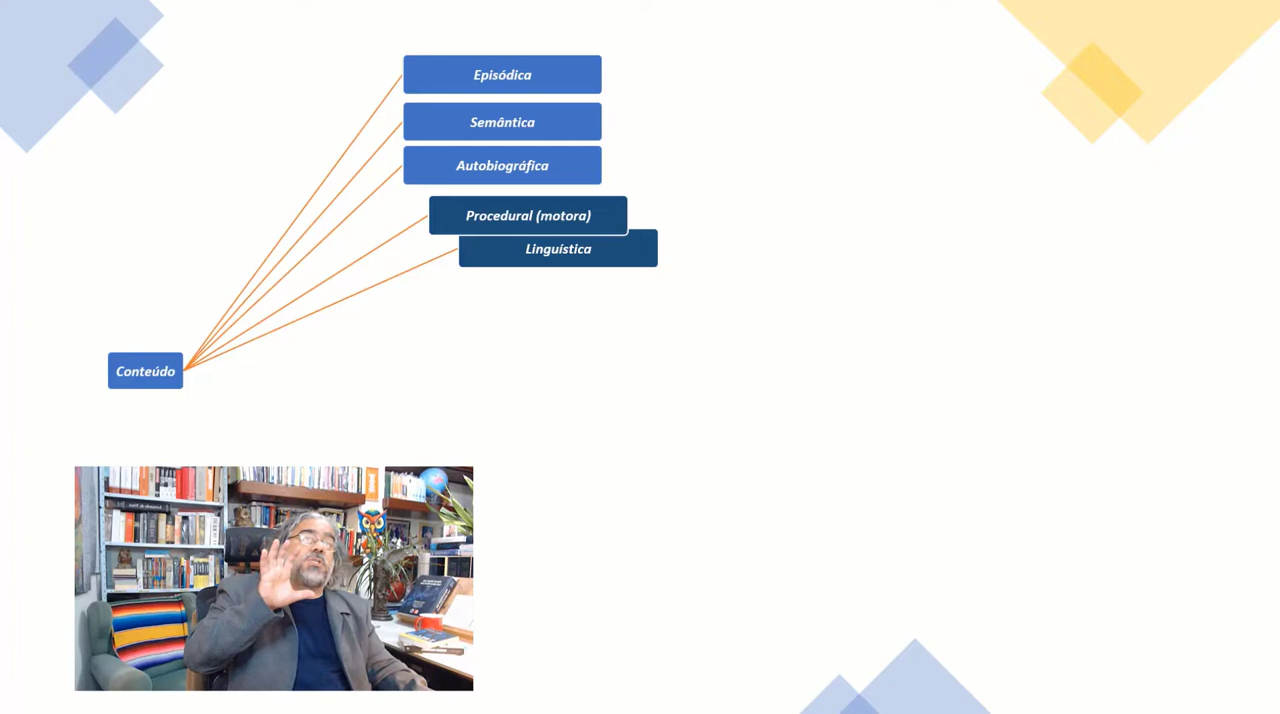 Episódica
Semântica
Autobiográfica
Procedural (motora)
Linguística
Conteúdo